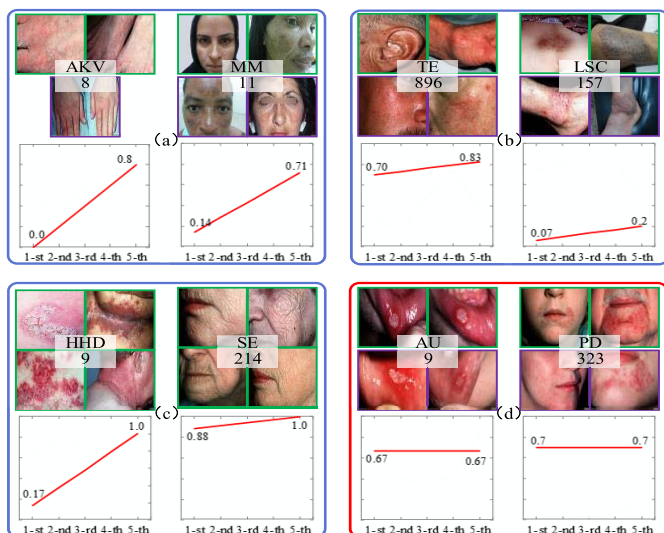 AKV
8
MM
11
TE
896
LSC
157
(a)
(b)
0.0
0.8
0.14
0.71
0.70
0.83
0.07
0.2
1-st 2-nd 3-rd 4-th 5-th
1-st 2-nd 3-rd 4-th 5-th
1-st 2-nd 3-rd 4-th 5-th
1-st 2-nd 3-rd 4-th 5-th
HHD
9
SE
214
AU
9
PD
323
(c)
(d)
0.17
1.0
0.88
1.0
0.67
0.67
0.7
0.7
1-st 2-nd 3-rd 4-th 5-th
1-st 2-nd 3-rd 4-th 5-th
1-st 2-nd 3-rd 4-th 5-th
1-st 2-nd 3-rd 4-th 5-th